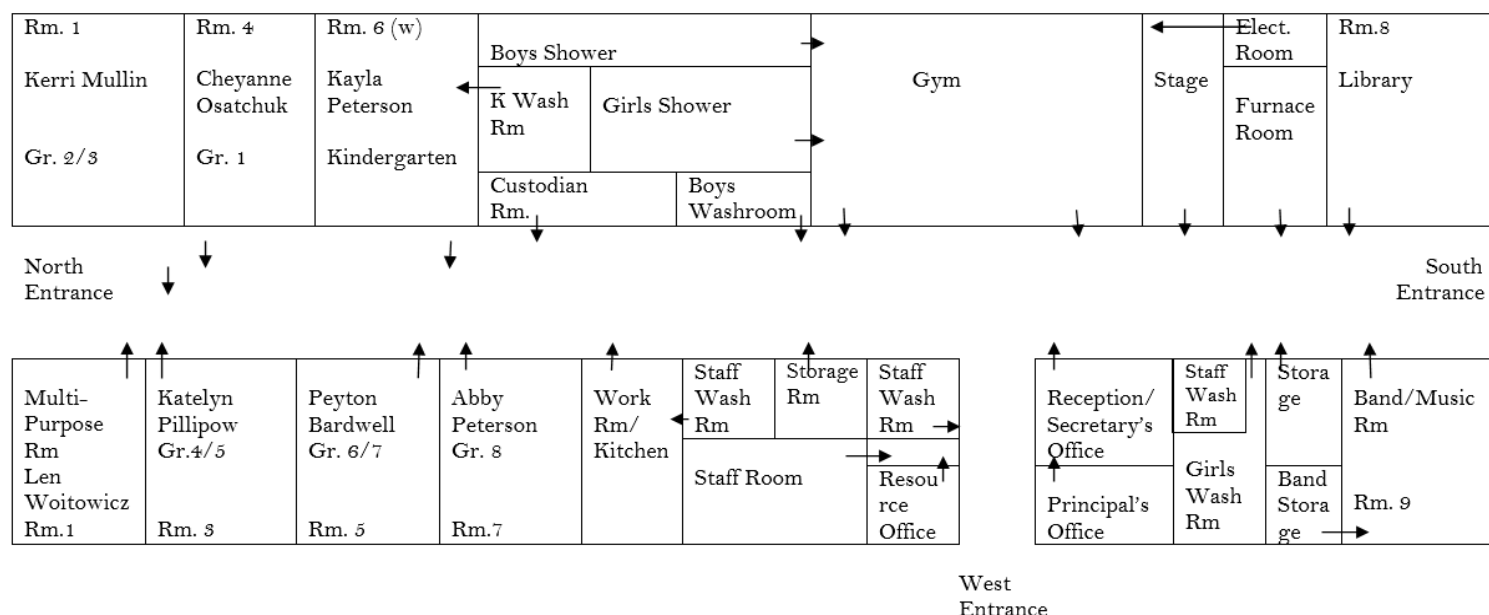 Rm. 1
Kerri Mullin
Gr. 2/3
Rm. 4
Cheyanne
Osatchuk
Gr. 1
Rm. 6 (w)
Kayla
Peterson
Kindergarten
Boys Shower
K Wash
Rm
Girls Shower
Custodian
Rm.
Boys
Washroom
Gym
Stage
Elect.
Room
Furnace
Room
Rm.8
Library
North
Entrance
South
Entrance
Multi-
Purpose
Rm
Len
Woitowicz
Rm.1
Katelyn
Pillipow
Gr.4/5
Rm. 3
Peyton
Bardwell
Gr. 6/7
Rm. 5
Abby
Peterson
Gr. 8
Rm.7
Work
Rm/
Kitchen
Staff
Wash
Rm
Storage
Rm
Staff
Wash
Rm
Staff Room
Resou
rce
Office
Reception/
Secretary's
Office
Principal's
Office
Staff
Wash
Rm
Girls
Wash
Rm
Stora
ge
Band
Stora
ge
Band/Music
Rm
Rm. 9
West
Entrance